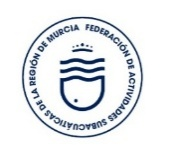 FEDERACIÓN DE ACTIVIDADES SUBACUÁTICAS DE LA REGIÓN DE MURCIA